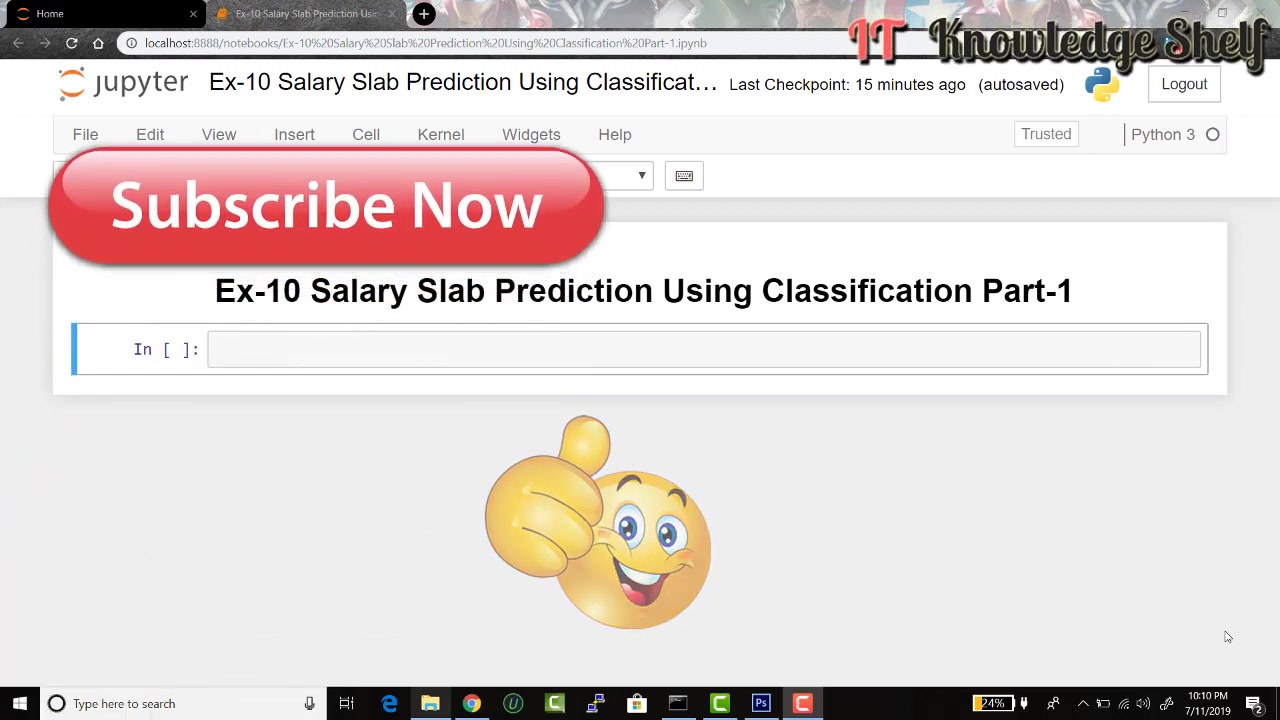 Home
Ex-10 Salary Slab Prediction Usin
localhost:8888/notebooks/Ex-10%20Salary%20Slab%20Prediction%20Using%20Classification%20Part-1.ipynb
IT Knowledge Shelf
jupyter Ex-10 Salary Slab Prediction Using Classificat... Last Checkpoint: 15 minutes ago (autosaved) Logout
File Edit View Insert Cell Kernel Widgets Help Trusted Python 3
Subscribe Now
Ex-10 Salary Slab Prediction Using Classification Part-1
In [ ]:
Type here to search
24%
10:10 PM
7/11/2019